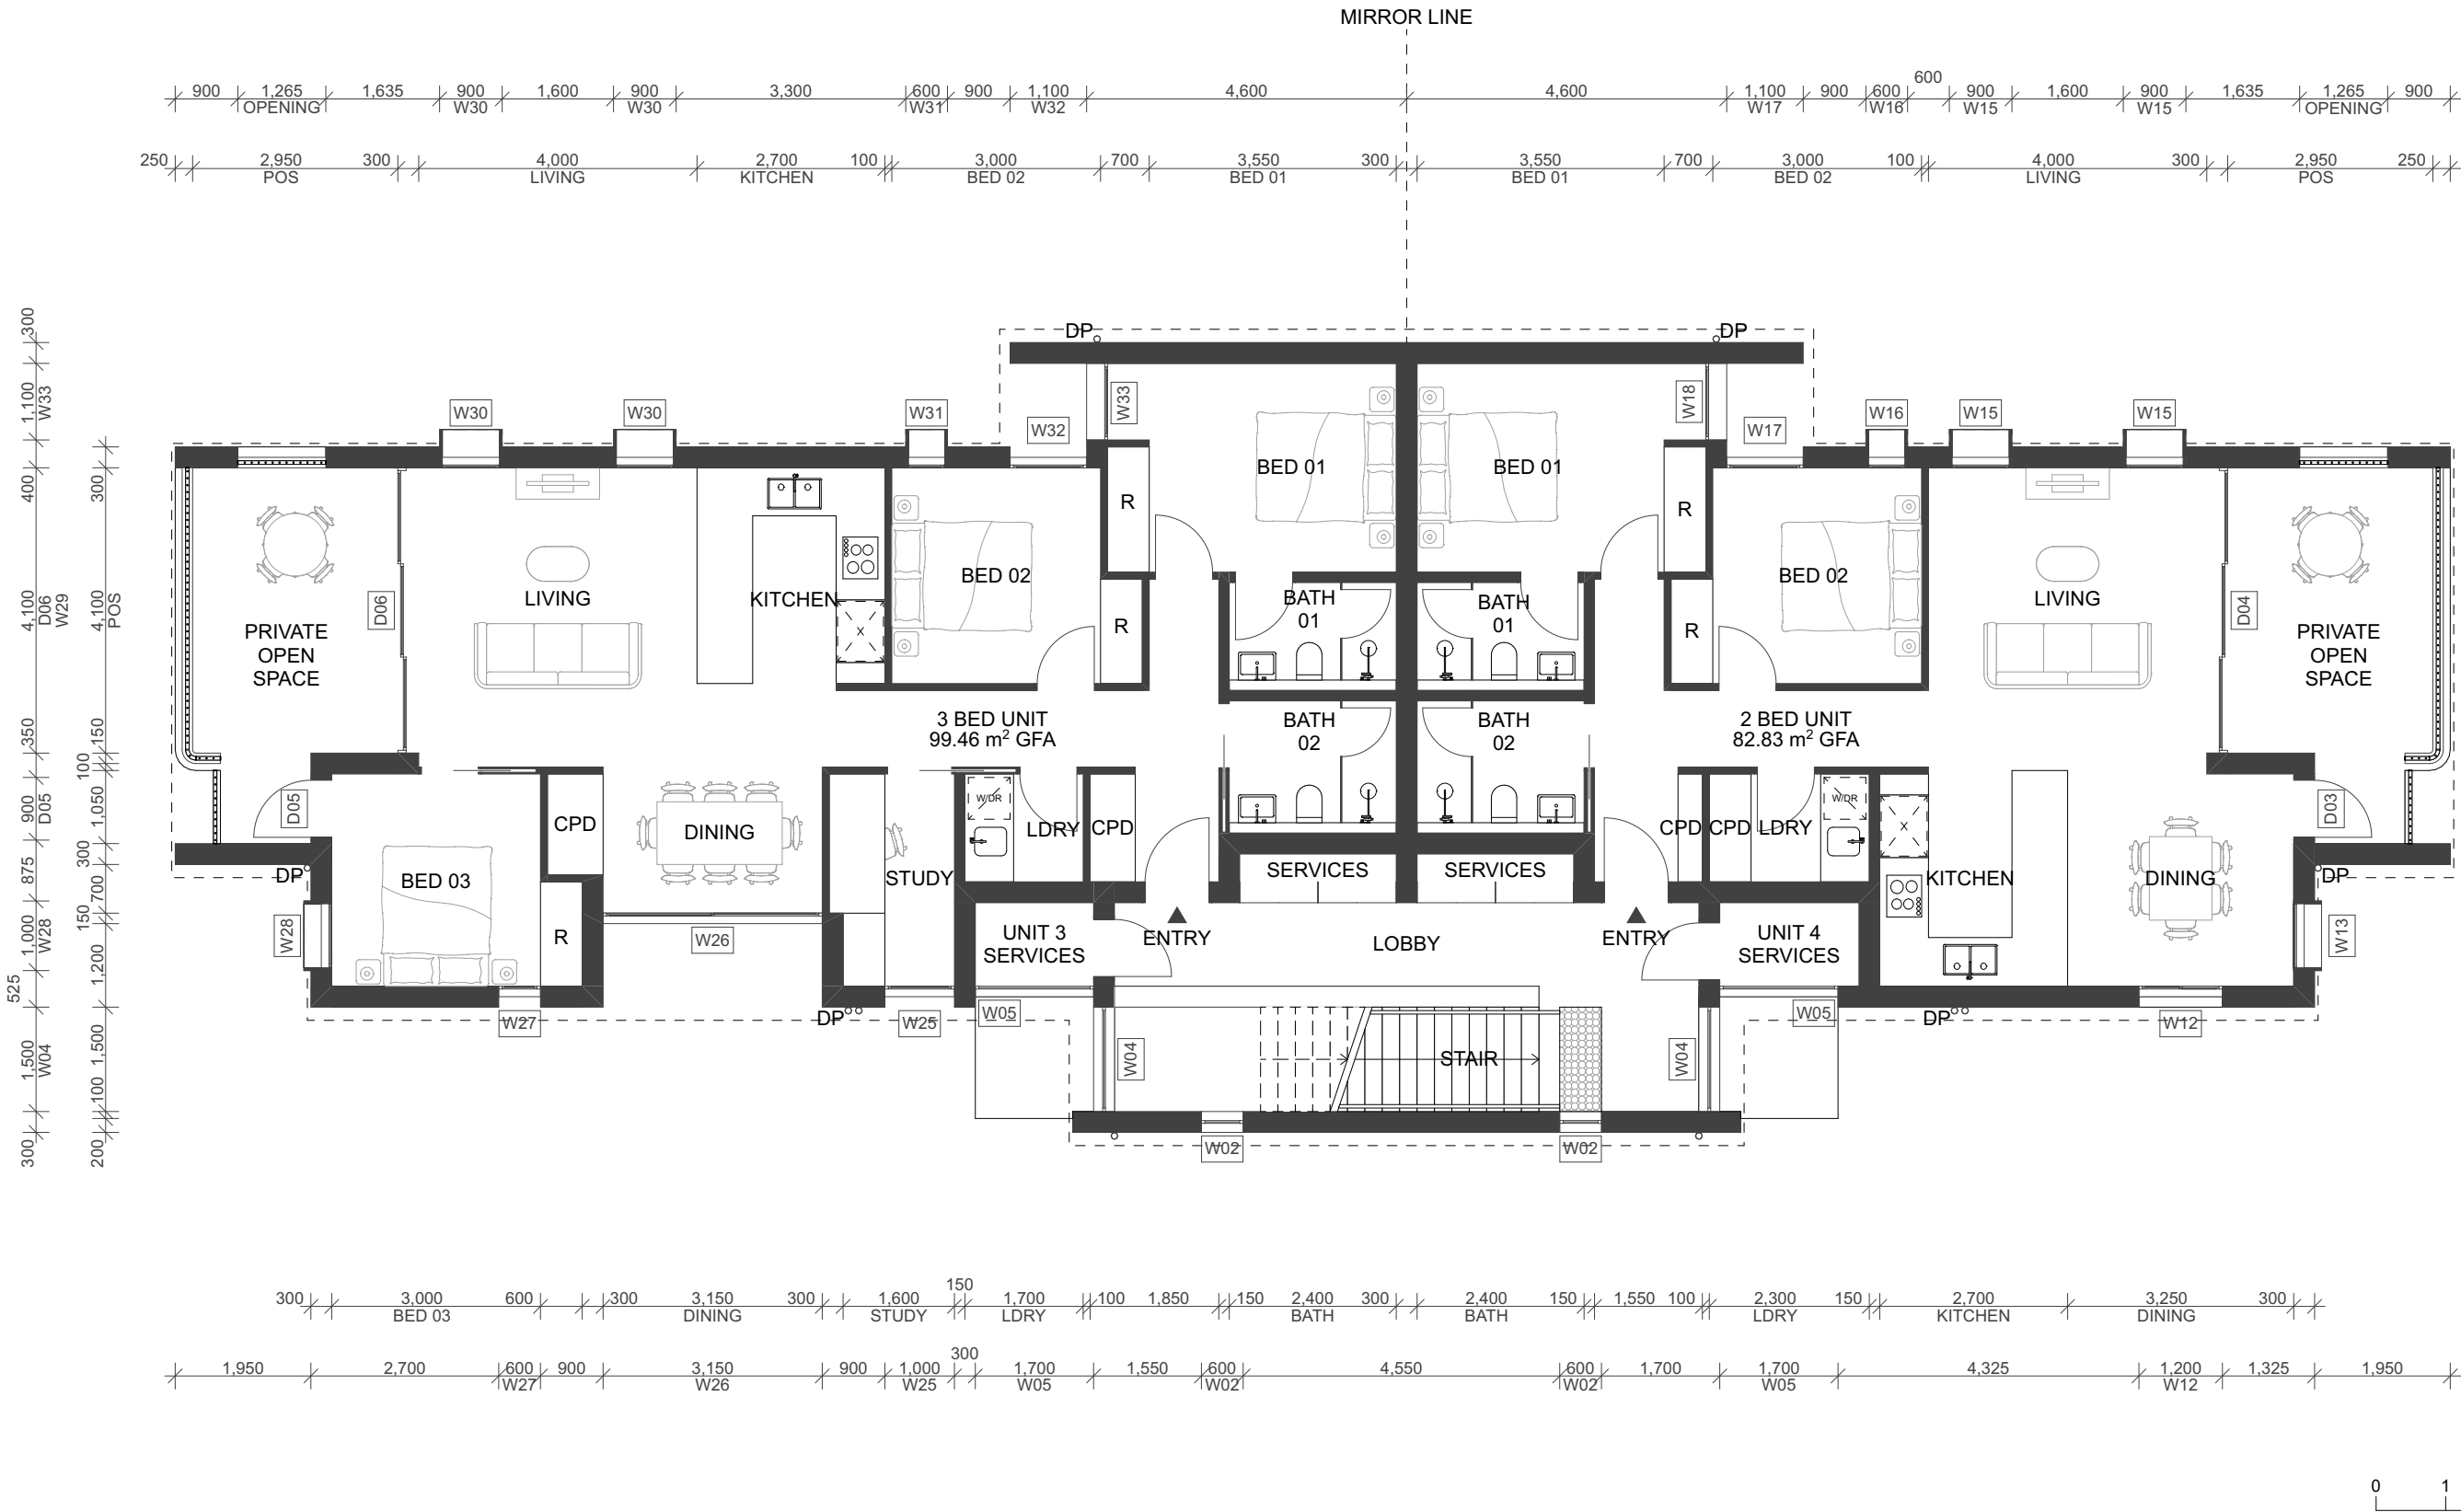 MIRROR LINE
900 1,265 1,635 900 1,600 900 3,300 600 900 1,100 4,600 4,600 1,100 900 600 600 900 1,600 900 1,635 1,265 900
OPENING W30 W30 W31 W32 W17 W16 W15 W15 OPENING
250 2,950 300 4,000 2,700 100 3,000 700 3,550 300 3,550 700 3,000 100 4,000 300 2,950 250
POS LIVING KITCHEN BED 02 BED 01 BED 01 BED 02 LIVING POS
300
1,100
W33
400
4,100
D06
W29
350
900
D05
875
1,000
W28
525
1,500
W04
300
300
4,100
POS
150
100
1,050
300
700
150
1,200
1,500
100
200
DP DP
W30 W30 W31 W32 W33 W18 W17 W16 W15 W15
BED 01 BED 01
R R
BED 02 BED 02
LIVING KITCHEN BATH BATH LIVING
01 01
D06 D04
R R
PRIVATE
OPEN
SPACE
PRIVATE
OPEN
SPACE
X
3 BED UNIT
99.46 m² GFA
BATH
02
BATH
02
2 BED UNIT
82.83 m² GFA
D05 D03
W/DR W/DR
X
CPD DINING LDRY CPD CPD CPD LDRY
DP BED 03 STUDY SERVICES SERVICES KITCHEN DINING DP
W28 R W26
UNIT 3
SERVICES
ENTRY LOBBY ENTRY
UNIT 4
SERVICES
W13
W27 DP W25 W05 W05 DP W12
W04 STAIR W04
W02 W02
300 3,000 600 300 3,150 300 1,600 150 1,700 100 1,850 150 2,400 300 2,400 150 1,550 100 2,300 150 2,700 3,250 300
BED 03 DINING STUDY LDRY BATH BATH LDRY KITCHEN DINING
1,950 2,700 600 900 3,150 900 1,000 300 1,700 1,550 600 4,550 600 1,700 1,700 4,325 1,200 1,325 1,950
W27 W26 W25 W05 W02 W02 W05 W12
0 1